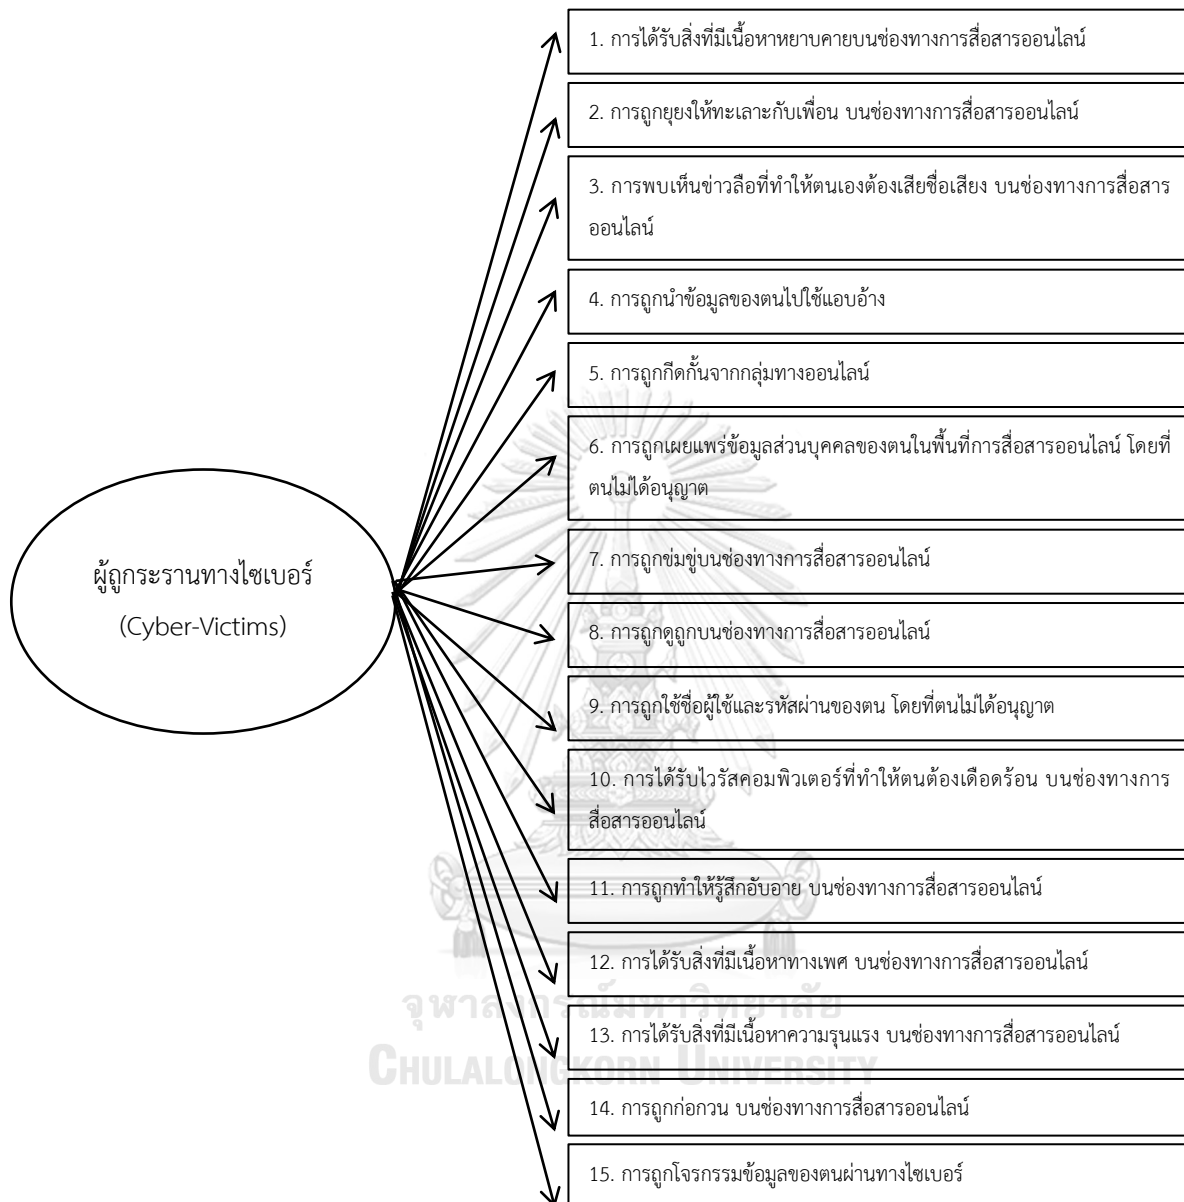 1. การได้รับสิ่งที่มีเนื้อหาหยาบคายบนช่องทางการสื่อสารออนไลน์
2. การถูกยุยงให้ทะเลาะกับเพื่อน บนช่องทางการสื่อสารออนไลน์
3. การพบเห็นข่าวลือที่ทำให้ตนเองต้องเสียชื่อเสียง บนช่องทางการสื่อสาร
ออนไลน์
4. การถูกนำข้อมูลของตนไปใช้แอบอ้าง
5. การถูกกีดกั้นจากกลุ่มทางออนไลน์
6. การถูกเผยแพร่ข้อมูลส่วนบุคคลของตนในพื้นที่การสื่อสารออนไลน์ โดยที่
ตนไม่ได้อนุญาต
ผู้ถูกระรานทางไซเบอร์
(Cyber-Victims)
7. การถูกข่มขู่บนช่องทางการสื่อสารออนไลน์
8. การถูกดูถูกบนช่องทางการสื่อสารออนไลน์
9. การถูกใช้ชื่อผู้ใช้และรหัสผ่านของตน โดยที่ตนไม่ได้อนุญาต
10. การได้รับไวรัสคอมพิวเตอร์ที่ทำให้ตนต้องเดือดร้อน บนช่องทางการ
สื่อสารออนไลน์
11. การถูกทำให้รู้สึกอับอาย บนช่องทางการสื่อสารออนไลน์
12. การได้รับสิ่งที่มีเนื้อหาทางเพศ บนช่องทางการสื่อสารออนไลน์
จุฬาลงกรณ์มหาวิทยาลัย
13. การได้รับสิ่งที่มีเนื้อหาความรุนแรง บนช่องทางการสื่อสารออนไลน์
CHULALONGKORN UNIVERSITY
14. การถูกก่อกวน บนช่องทางการสื่อสารออนไลน์
15. การถูกโจรกรรมข้อมูลของตนผ่านทางไซเบอร์